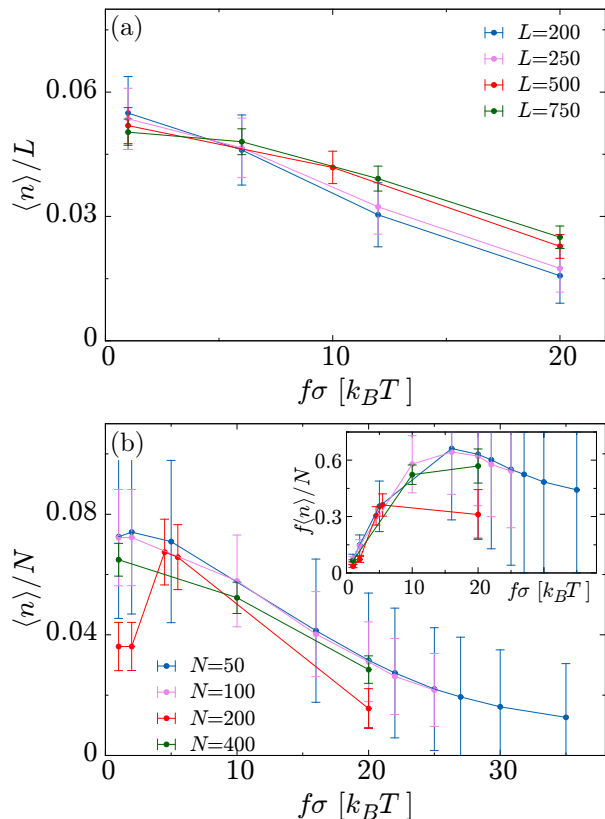 (a)
L=200
L=250
L=500
L=750
0.06
0.03
0
⟨n⟩/L
0 10 20
fσ [k_BT ]
(b)
N=50
N=100
N=200
N=400
0.08
0.04
0
⟨n⟩/N
0 10 20 30
fσ [k_BT ]
0.6
0.3
0
f⟨n⟩/N
0 10 20 30
fσ [k_BT ]